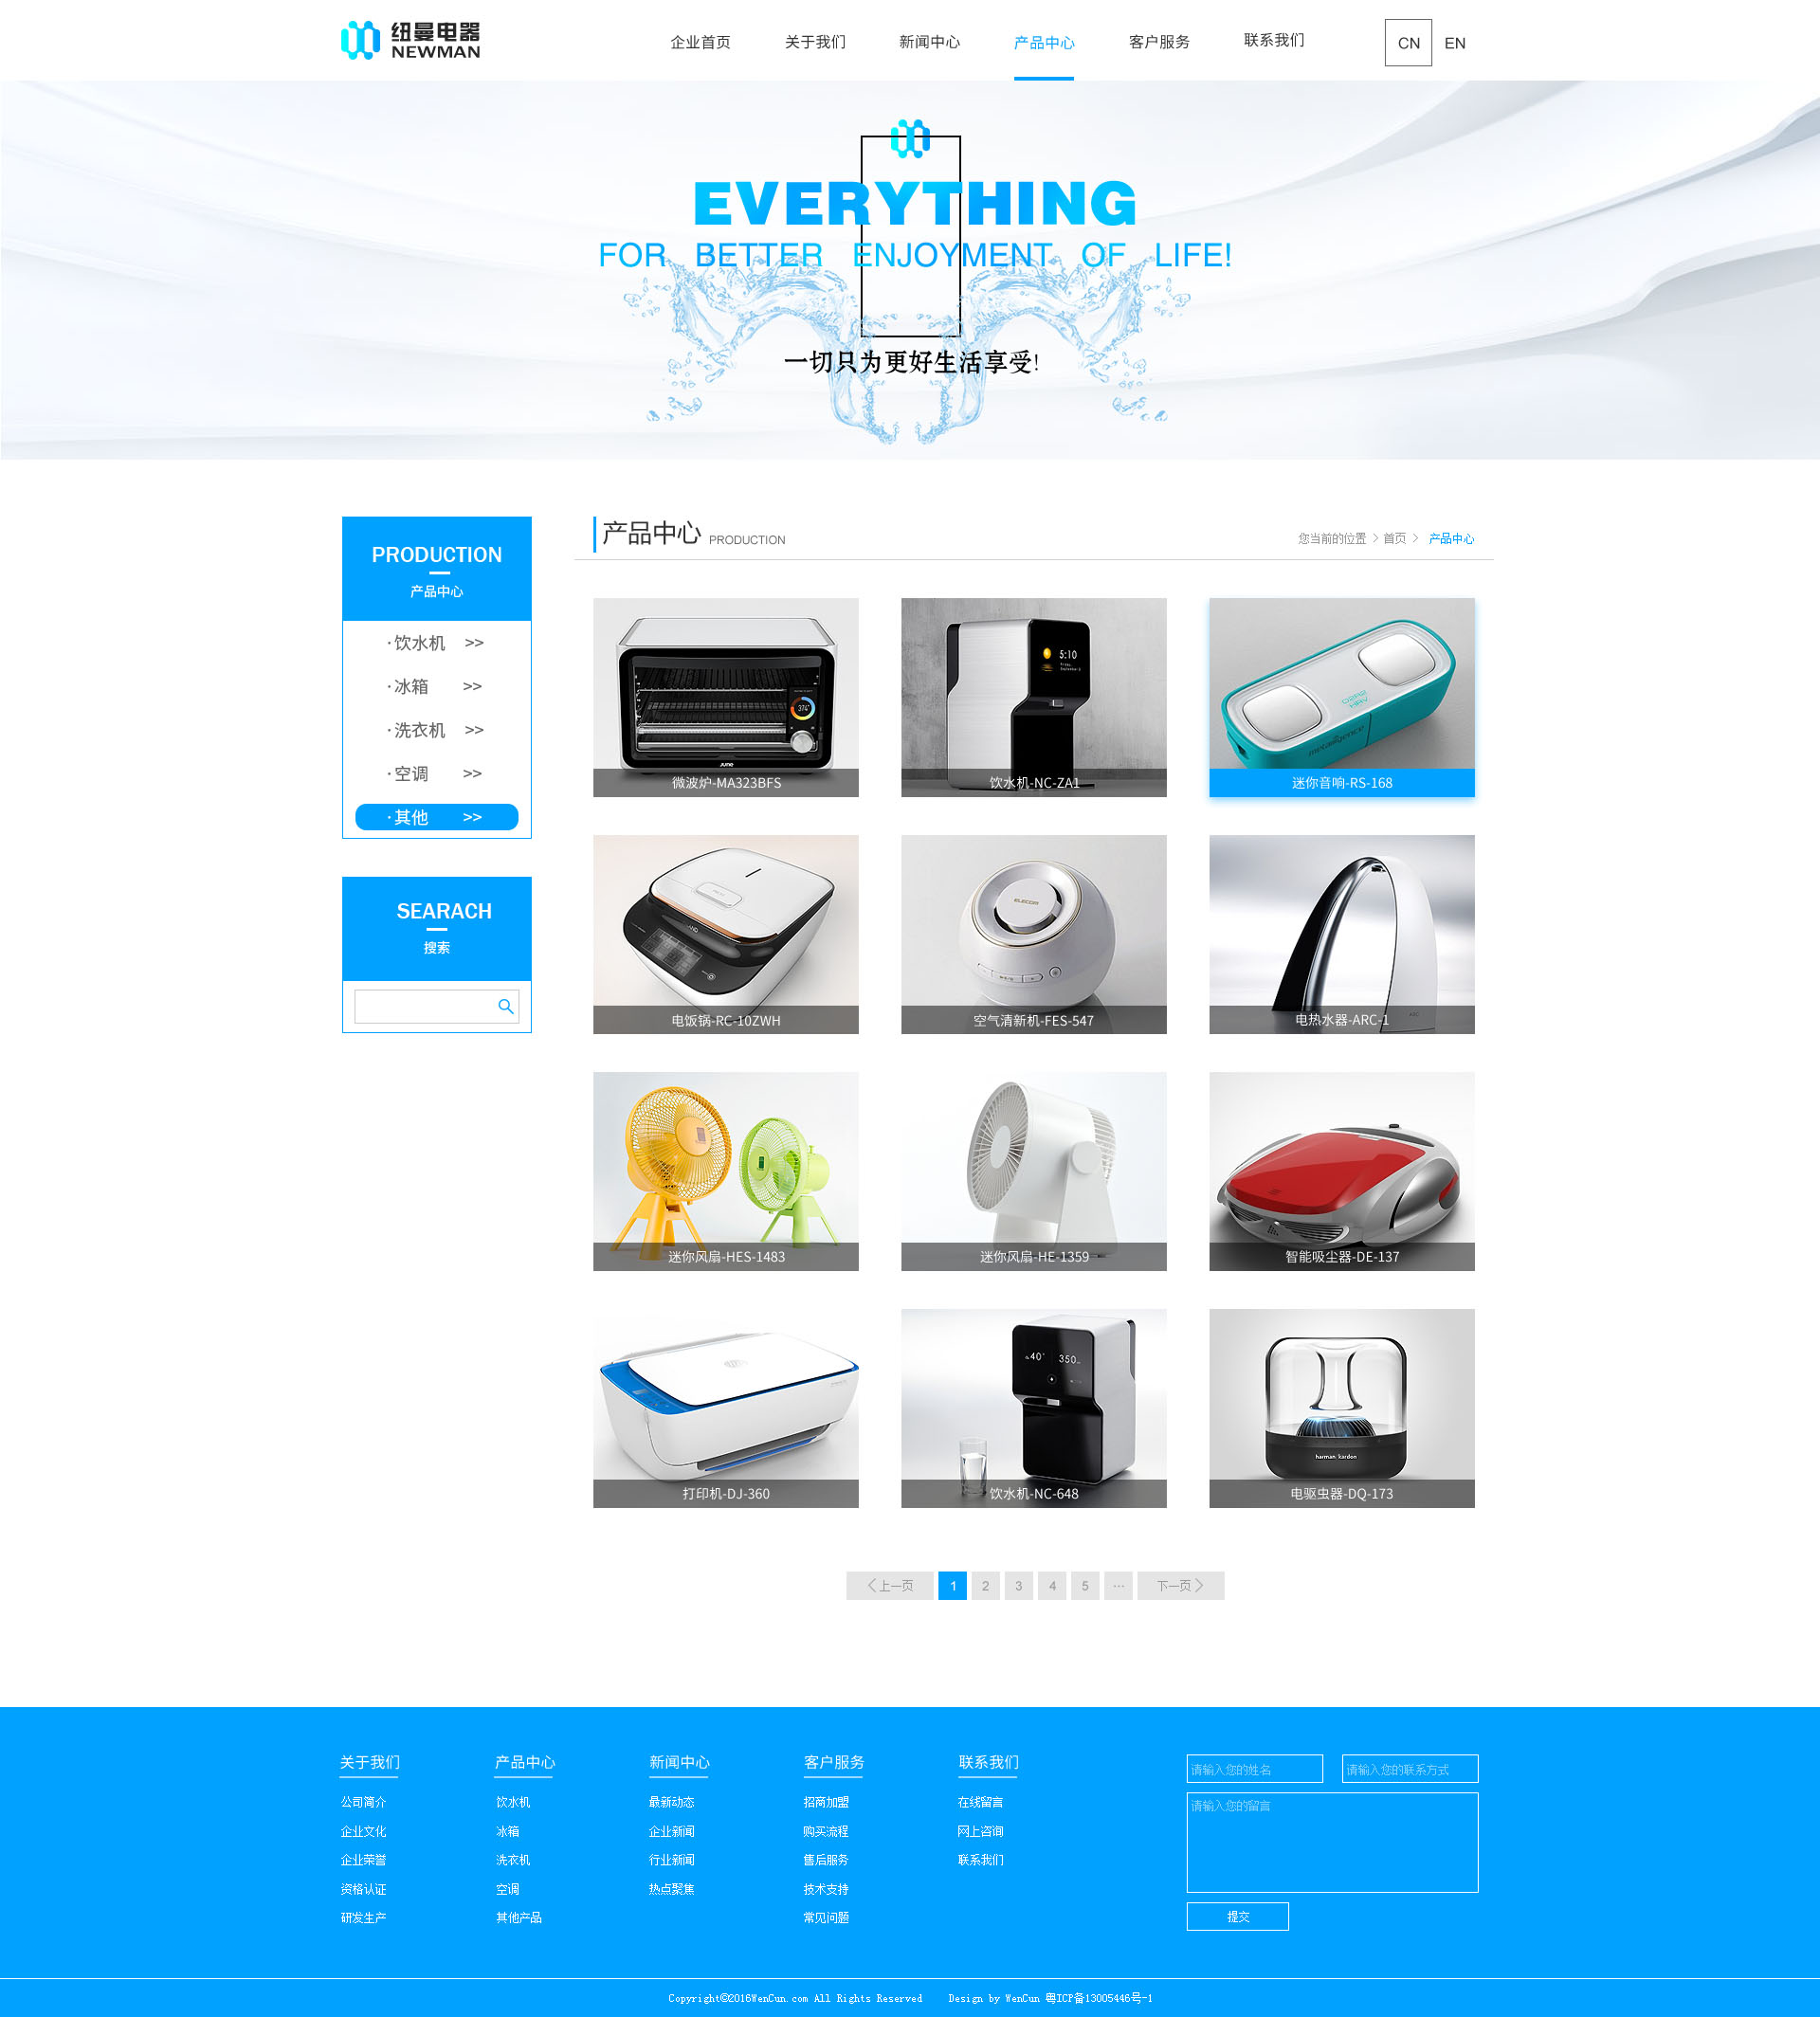 纽曼电器
NEWMAN
企业首页 关于我们 新闻中心 产品中心 客户服务 联系我们 CN EN
EVERYTHING
FOR BETTER ENJOYMENT OF LIFE!
一切只为更好生活享受!
PRODUCTION
产品中心
·饮水机 >>
·冰箱 >>
·洗衣机 >>
·空调 >>
·其他 >>
SEARACH
搜索
产品中心 PRODUCTION
您当前的位置 > 首页 > 产品中心
374°
JUNE
微波炉-MA323BFS
5:10
饮水机-NC-ZA1
metalligence
迷你音响-RS-168
电饭锅-RC-10ZWH
ELECOM
空气清新机-FES-547
ARC
电热水器-ARC-1
迷你风扇-HES-1483
迷你风扇-HE-1359
智能吸尘器-DE-137
打印机-DJ-360
40° 350
饮水机-NC-648
harman/kardon
电驱虫器-DQ-173
<上一页 1 2 3 4 5 ··· 下一页>
关于我们 产品中心 新闻中心 客户服务 联系我们
公司简介 饮水机 最新动态 招商加盟 在线留言
企业文化 冰箱 企业新闻 购买流程 网上咨询
企业荣誉 洗衣机 行业新闻 售后服务 联系我们
资格认证 空调 热点聚焦 技术支持
研发生产 其他产品 常见问题
请输入您的姓名 请输入您的联系方式
请输入您的留言
提交
Copyright©2016WenCun.com All Rights Reserved Design by WenCun 粤ICP备13005446号-1